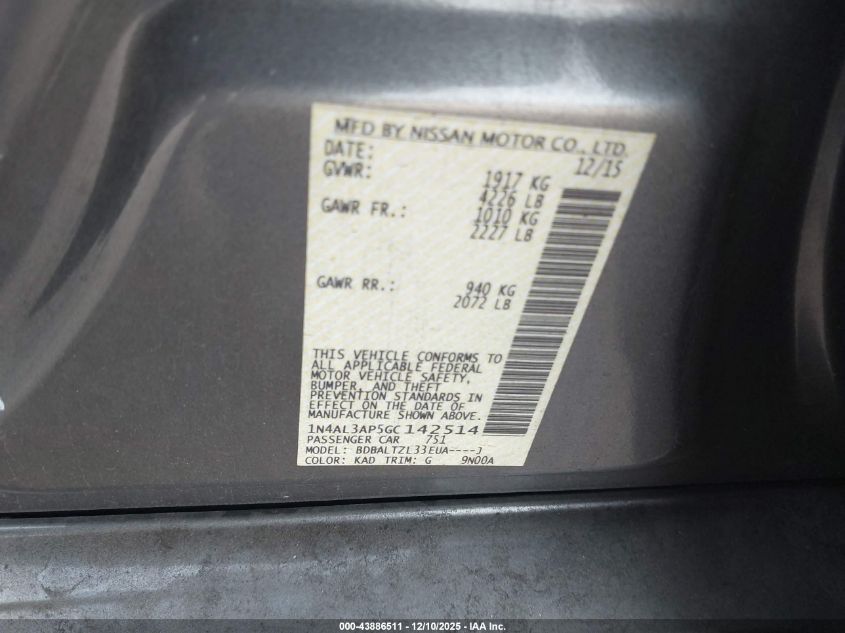 MFD BY NISSAN MOTOR CO., LTD.
DATE: 12/15
GVWR: 1917 KG
4226 LB
GAWR FR.: 1010 KG
2227 LB
GAWR RR.: 940 KG
2072 LB
THIS VEHICLE CONFORMS TO
ALL APPLICABLE FEDERAL
MOTOR VEHICLE SAFETY,
BUMPER, AND THEFT
PREVENTION STANDARDS IN
EFFECT ON THE DATE OF
MANUFACTURE SHOWN ABOVE.
1N4AL3AP5GC142514
PASSENGER CAR 751
MODEL: BDBALTZL33EUA----J
COLOR: KAD TRIM: G 9N00A
000-43886511 — 12/10/2025 — IAA Inc.